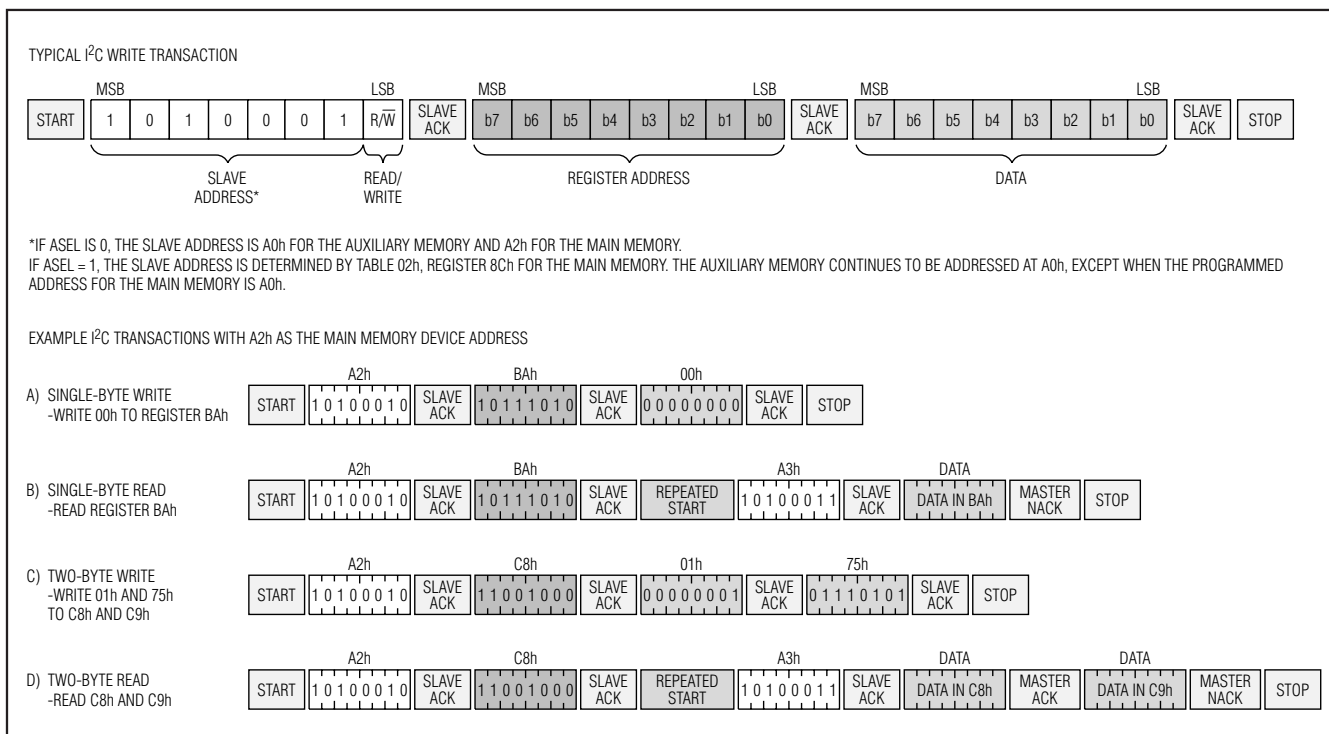 TYPICAL I²C WRITE TRANSACTION
MSB LSB MSB LSB MSB LSB
START 1 0 1 0 0 0 1 R/W̅ SLAVE ACK b7 b6 b5 b4 b3 b2 b1 b0 SLAVE ACK b7 b6 b5 b4 b3 b2 b1 b0 SLAVE ACK STOP
SLAVE ADDRESS* READ/WRITE REGISTER ADDRESS DATA
*IF ASEL IS 0, THE SLAVE ADDRESS IS A0h FOR THE AUXILIARY MEMORY AND A2h FOR THE MAIN MEMORY.
IF ASEL = 1, THE SLAVE ADDRESS IS DETERMINED BY TABLE 02h, REGISTER 8Ch FOR THE MAIN MEMORY. THE AUXILIARY MEMORY CONTINUES TO BE ADDRESSED AT A0h, EXCEPT WHEN THE PROGRAMMED
ADDRESS FOR THE MAIN MEMORY IS A0h.
EXAMPLE I²C TRANSACTIONS WITH A2h AS THE MAIN MEMORY DEVICE ADDRESS
A) SINGLE-BYTE WRITE
-WRITE 00h TO REGISTER BAh
A2h BAh 00h
START 10100010 SLAVE ACK 10111010 SLAVE ACK 00000000 SLAVE ACK STOP
B) SINGLE-BYTE READ
-READ REGISTER BAh
A2h BAh A3h DATA
START 10100010 SLAVE ACK 10111010 SLAVE ACK REPEATED START 10100011 SLAVE ACK DATA IN BAh MASTER NACK STOP
C) TWO-BYTE WRITE
-WRITE 01h AND 75h
TO C8h AND C9h
A2h C8h 01h 75h
START 10100010 SLAVE ACK 11001000 SLAVE ACK 00000001 SLAVE ACK 01110101 SLAVE ACK STOP
D) TWO-BYTE READ
-READ C8h AND C9h
A2h C8h A3h DATA DATA
START 10100010 SLAVE ACK 11001000 SLAVE ACK REPEATED START 10100011 SLAVE ACK DATA IN C8h MASTER ACK DATA IN C9h MASTER NACK STOP